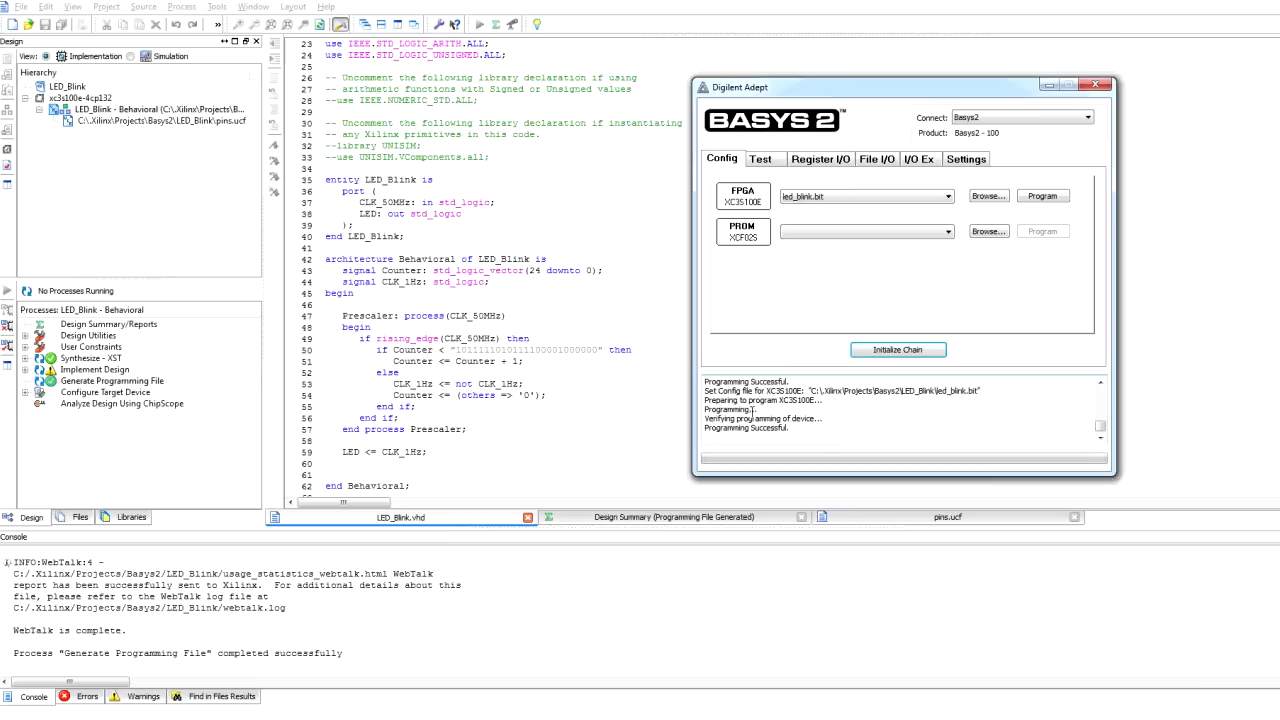 File Edit View Project Source Process Tools Window Layout Help
»
Design
View: Implementation Simulation
Hierarchy
LED_Blink
xc3s100e-4cp132
LED_Blink - Behavioral (C:\.Xilinx\Projects\B...
C:\.Xilinx\Projects\Basys2\LED_Blink\pins.ucf
No Processes Running
Processes: LED_Blink - Behavioral
Design Summary/Reports
Design Utilities
User Constraints
Synthesize - XST
Implement Design
Generate Programming File
Configure Target Device
Analyze Design Using ChipScope
Design Files Libraries
23 use IEEE.STD_LOGIC_ARITH.ALL;
24 use IEEE.STD_LOGIC_UNSIGNED.ALL;
25
26 -- Uncomment the following library declaration if using
27 -- arithmetic functions with Signed or Unsigned values
28 --use IEEE.NUMERIC_STD.ALL;
29
30 -- Uncomment the following library declaration if instantiating
31 -- any Xilinx primitives in this code.
32 --library UNISIM;
33 --use UNISIM.VComponents.all;
34
35 entity LED_Blink is
36 port (
37 CLK_50MHz: in std_logic;
38 LED: out std_logic
39 );
40 end LED_Blink;
41
42 architecture Behavioral of LED_Blink is
43 signal Counter: std_logic_vector(24 downto 0);
44 signal CLK_1Hz: std_logic;
45 begin
46
47 Prescaler: process(CLK_50MHz)
48 begin
49 if rising_edge(CLK_50MHz) then
50 if Counter < "1011111010111100001000000" then
51 Counter <= Counter + 1;
52 else
53 CLK_1Hz <= not CLK_1Hz;
54 Counter <= (others => '0');
55 end if;
56 end if;
57 end process Prescaler;
58
59 LED <= CLK_1Hz;
60
61
62 end Behavioral;
LED_Blink.vhd Design Summary (Programming File Generated) pins.ucf
Digilent Adept
BASYS 2™
Connect: Basys2
Product: Basys2 - 100
Config Test Register I/O File I/O I/O Ex Settings
FPGA
XC3S100E
led_blink.bit Browse... Program
PROM
XCF02S
Browse... Program
Initialize Chain
Programming Successful.
Set Config file for XC3S100E: "C:\.Xilinx\Projects\Basys2\LED_Blink\led_blink.bit"
Preparing to program XC3S100E...
Programming...
Verifying programming of device...
Programming Successful.
Console
INFO:WebTalk:4 -
C:/.Xilinx/Projects/Basys2/LED_Blink/usage_statistics_webtalk.html WebTalk
report has been successfully sent to Xilinx. For additional details about this
file, please refer to the WebTalk log file at
C:/.Xilinx/Projects/Basys2/LED_Blink/webtalk.log
WebTalk is complete.
Process "Generate Programming File" completed successfully
Console Errors Warnings Find in Files Results